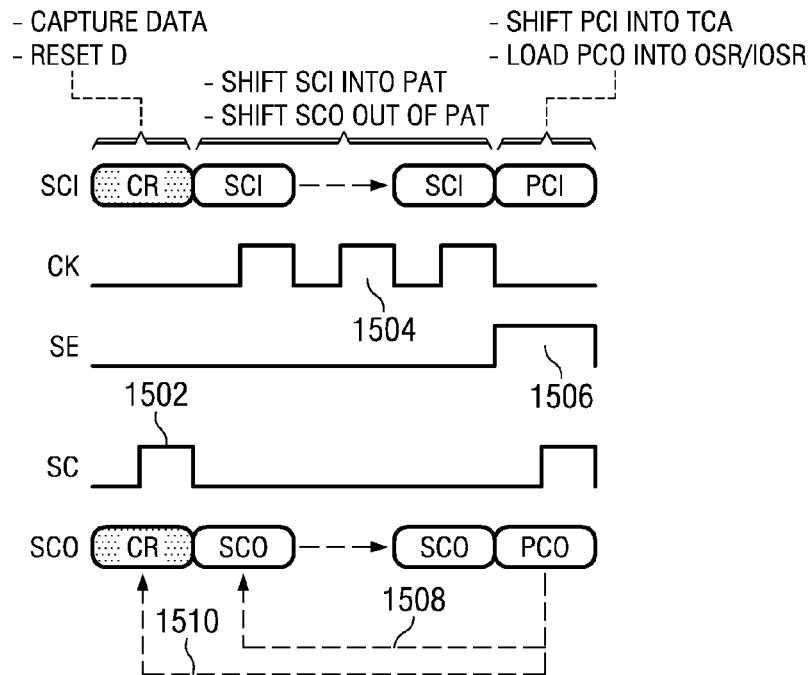 - CAPTURE DATA
- RESET D
- SHIFT SCI INTO PAT
- SHIFT SCO OUT OF PAT
- SHIFT PCI INTO TCA
- LOAD PCO INTO OSR/IOSR
SCI CR SCI SCI PCI
CK
1504
SE
1506
1502
SC
SCO CR SCO SCO PCO
1508
1510